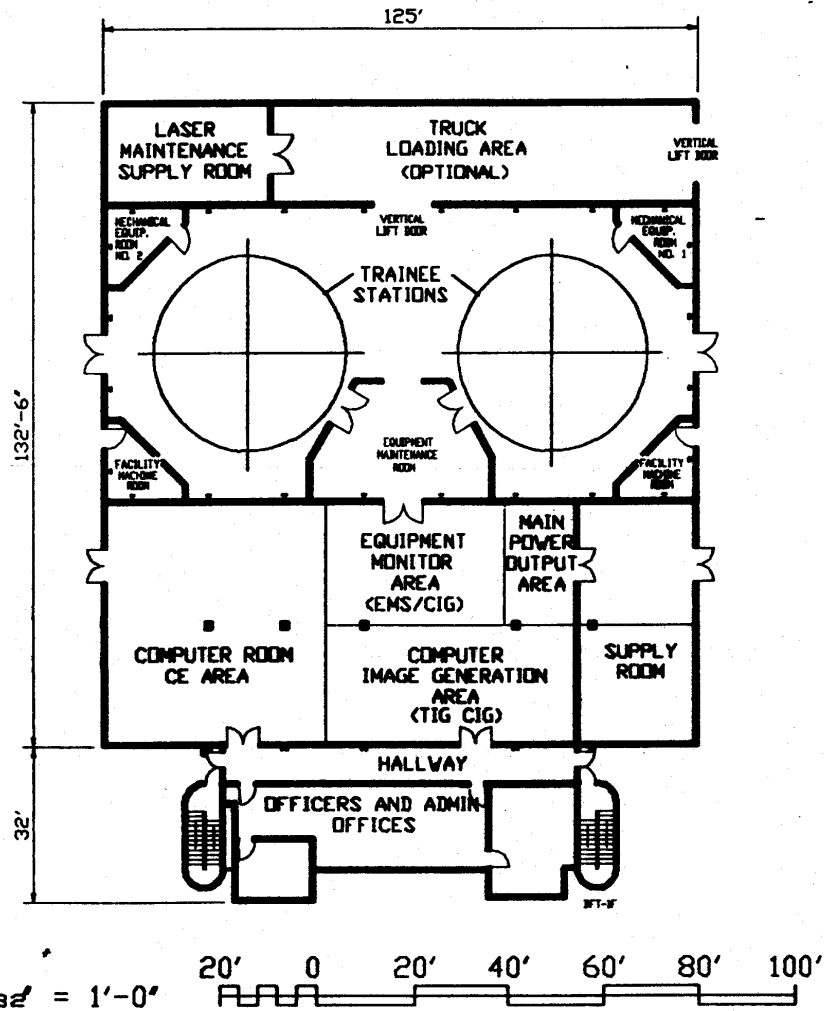 125'
LASER
MAINTENANCE
SUPPLY ROOM
TRUCK
LOADING AREA
(OPTIONAL)
VERTICAL
LIFT DOOR
MECHANICAL
EQUIP.
ROOM
NO. 2
VERTICAL
LIFT DOOR
MECHANICAL
EQUIP.
ROOM
NO. 1
TRAINEE
STATIONS
132'-6"
EQUIPMENT
MAINTENANCE
ROOM
FACILITY
MACHINE
ROOM
FACILITY
MACHINE
ROOM
EQUIPMENT
MONITOR
AREA
(EMS/CIG)
MAIN
POWER
OUTPUT
AREA
COMPUTER ROOM
CE AREA
COMPUTER
IMAGE GENERATION
AREA
(TIG CIG)
SUPPLY
ROOM
HALLWAY
32'
OFFICERS AND ADMIN
OFFICES
20' 0 20' 40' 60' 80' 100'
32" = 1'-0"